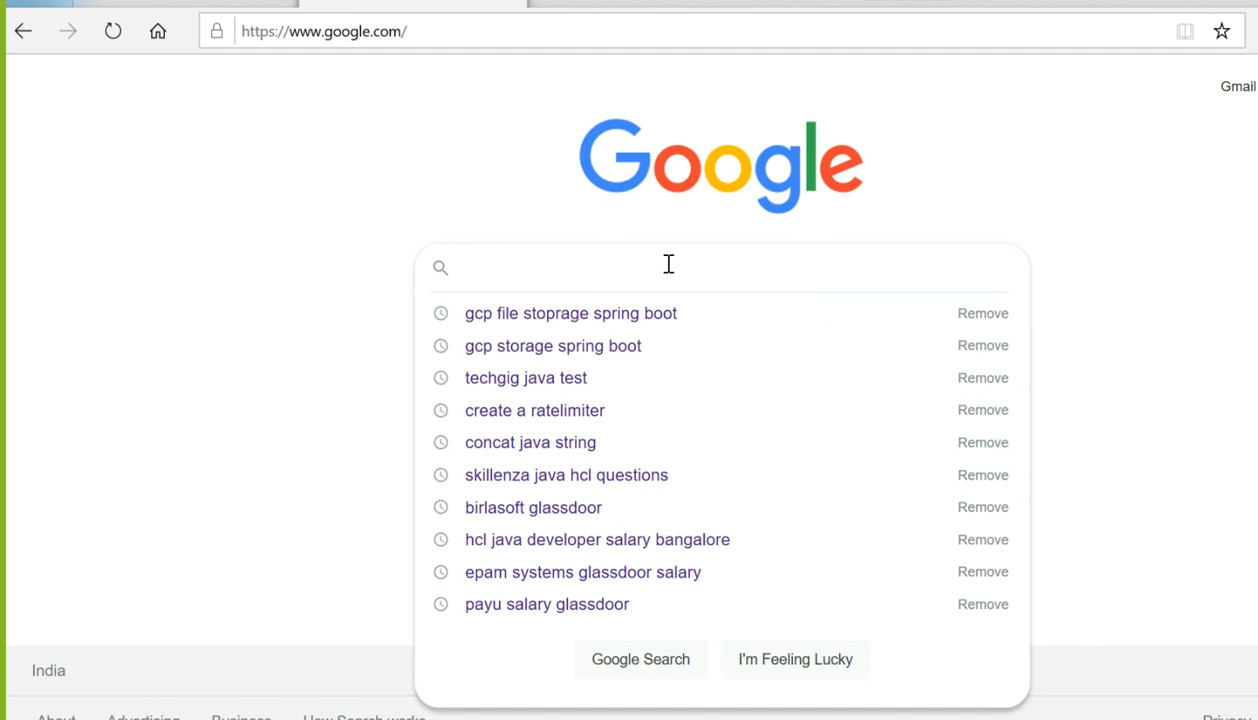 https://www.google.com/
Gmail
Google
gcp file stoprage spring boot Remove
gcp storage spring boot Remove
techgig java test Remove
create a ratelimiter Remove
concat java string Remove
skillenza java hcl questions Remove
birlasoft glassdoor Remove
hcl java developer salary bangalore Remove
epam systems glassdoor salary Remove
payu salary glassdoor Remove
Google Search I'm Feeling Lucky
India
About Advertising Business How Search works Privacy